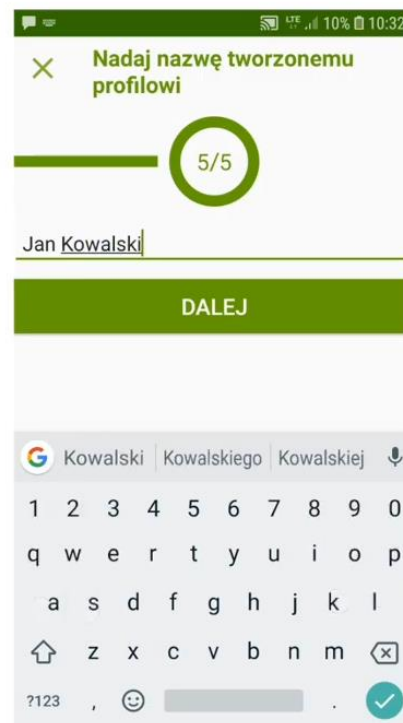 LTE 10% 10:32
Nadaj nazwę tworzonemu
profilowi
5/5
Jan Kowalski
DALEJ
G Kowalski Kowalskiego Kowalskiej
1 2 3 4 5 6 7 8 9 0
q w e r t y u i o p
a s d f g h j k l
z x c v b n m
?123 , .